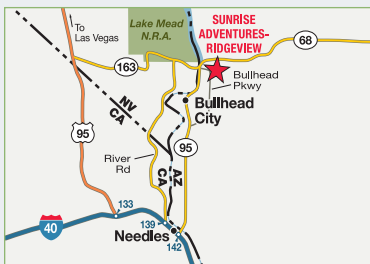 To
Las Vegas
Lake Mead
N.R.A.
SUNRISE
ADVENTURES-
RIDGEVIEW
68
163
Bullhead
Pkwy
NV
CA
Bullhead
City
95
95
River
Rd
AZ
CA
133
40
139
Needles
142